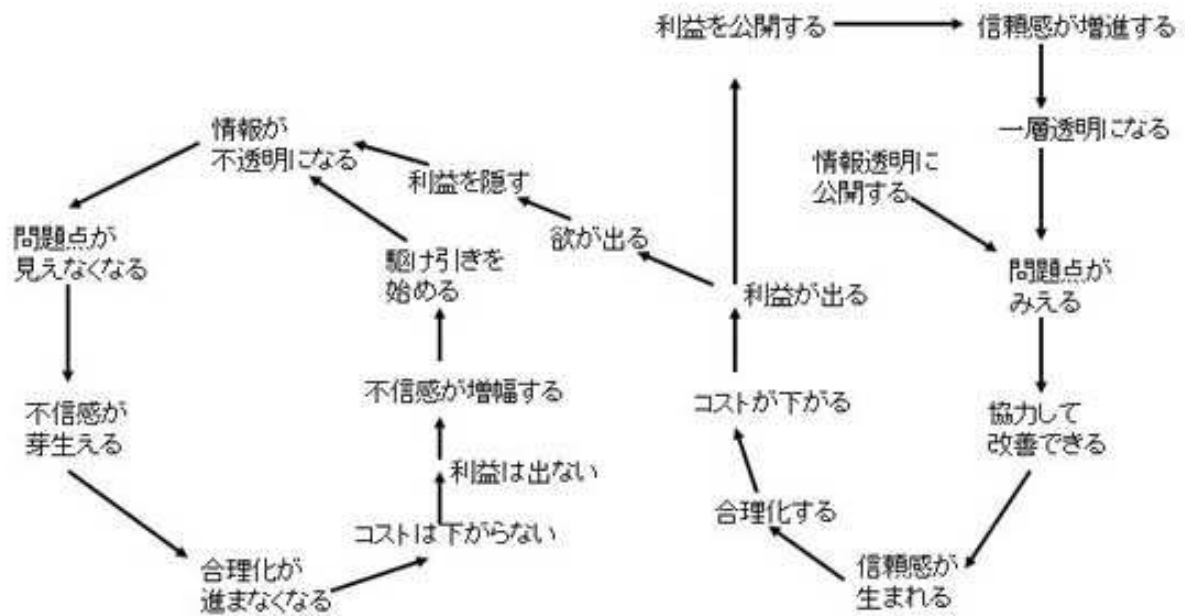 利益を公開する
信頼感が増進する
一層透明になる
情報透明に
公開する
問題点が
みえる
協力して
改善できる
信頼感が
生まれる
合理化する
コストが下がる
利益が出る
欲が出る
利益を隠す
情報が
不透明になる
問題点が
見えなくなる
不信感が
芽生える
合理化が
進まなくなる
コストは下がらない
利益は出ない
不信感が増幅する
駆け引きを
始める